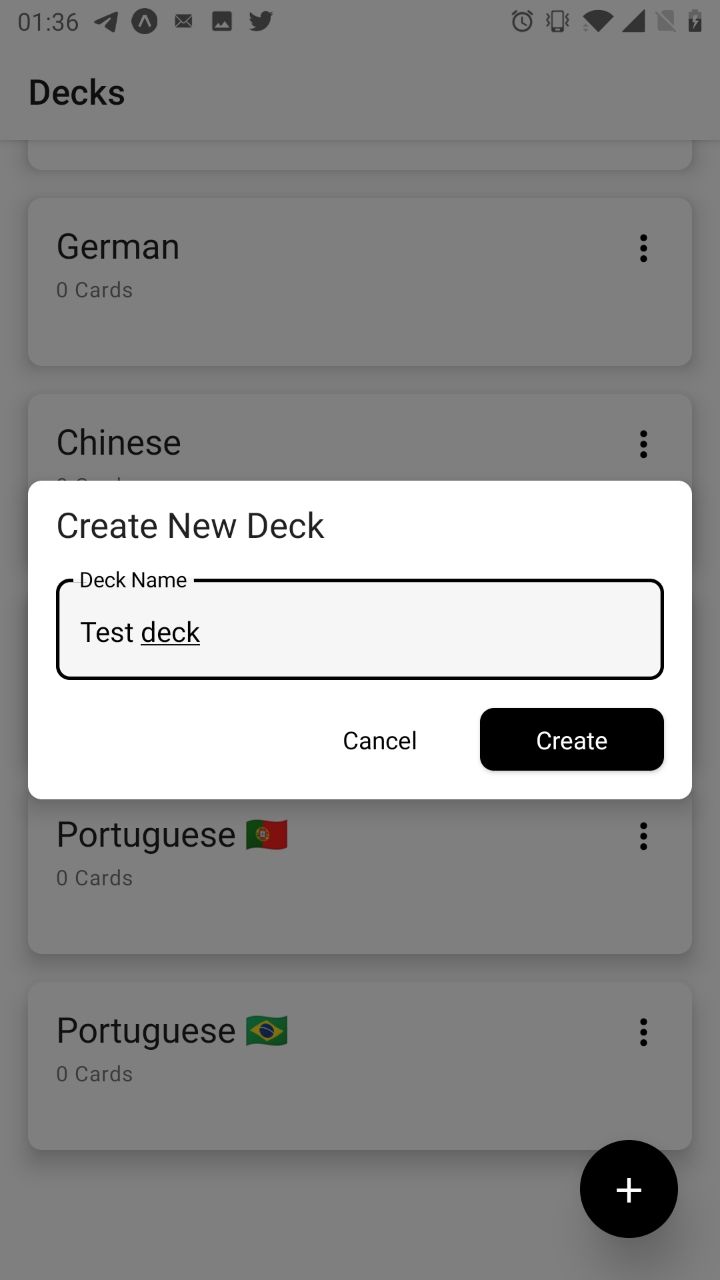 01:36
Decks
German
0 Cards
Chinese
Create New Deck
Deck Name
Test deck
Cancel
Create
Portuguese 🇵🇹
0 Cards
Portuguese 🇧🇷
0 Cards
+